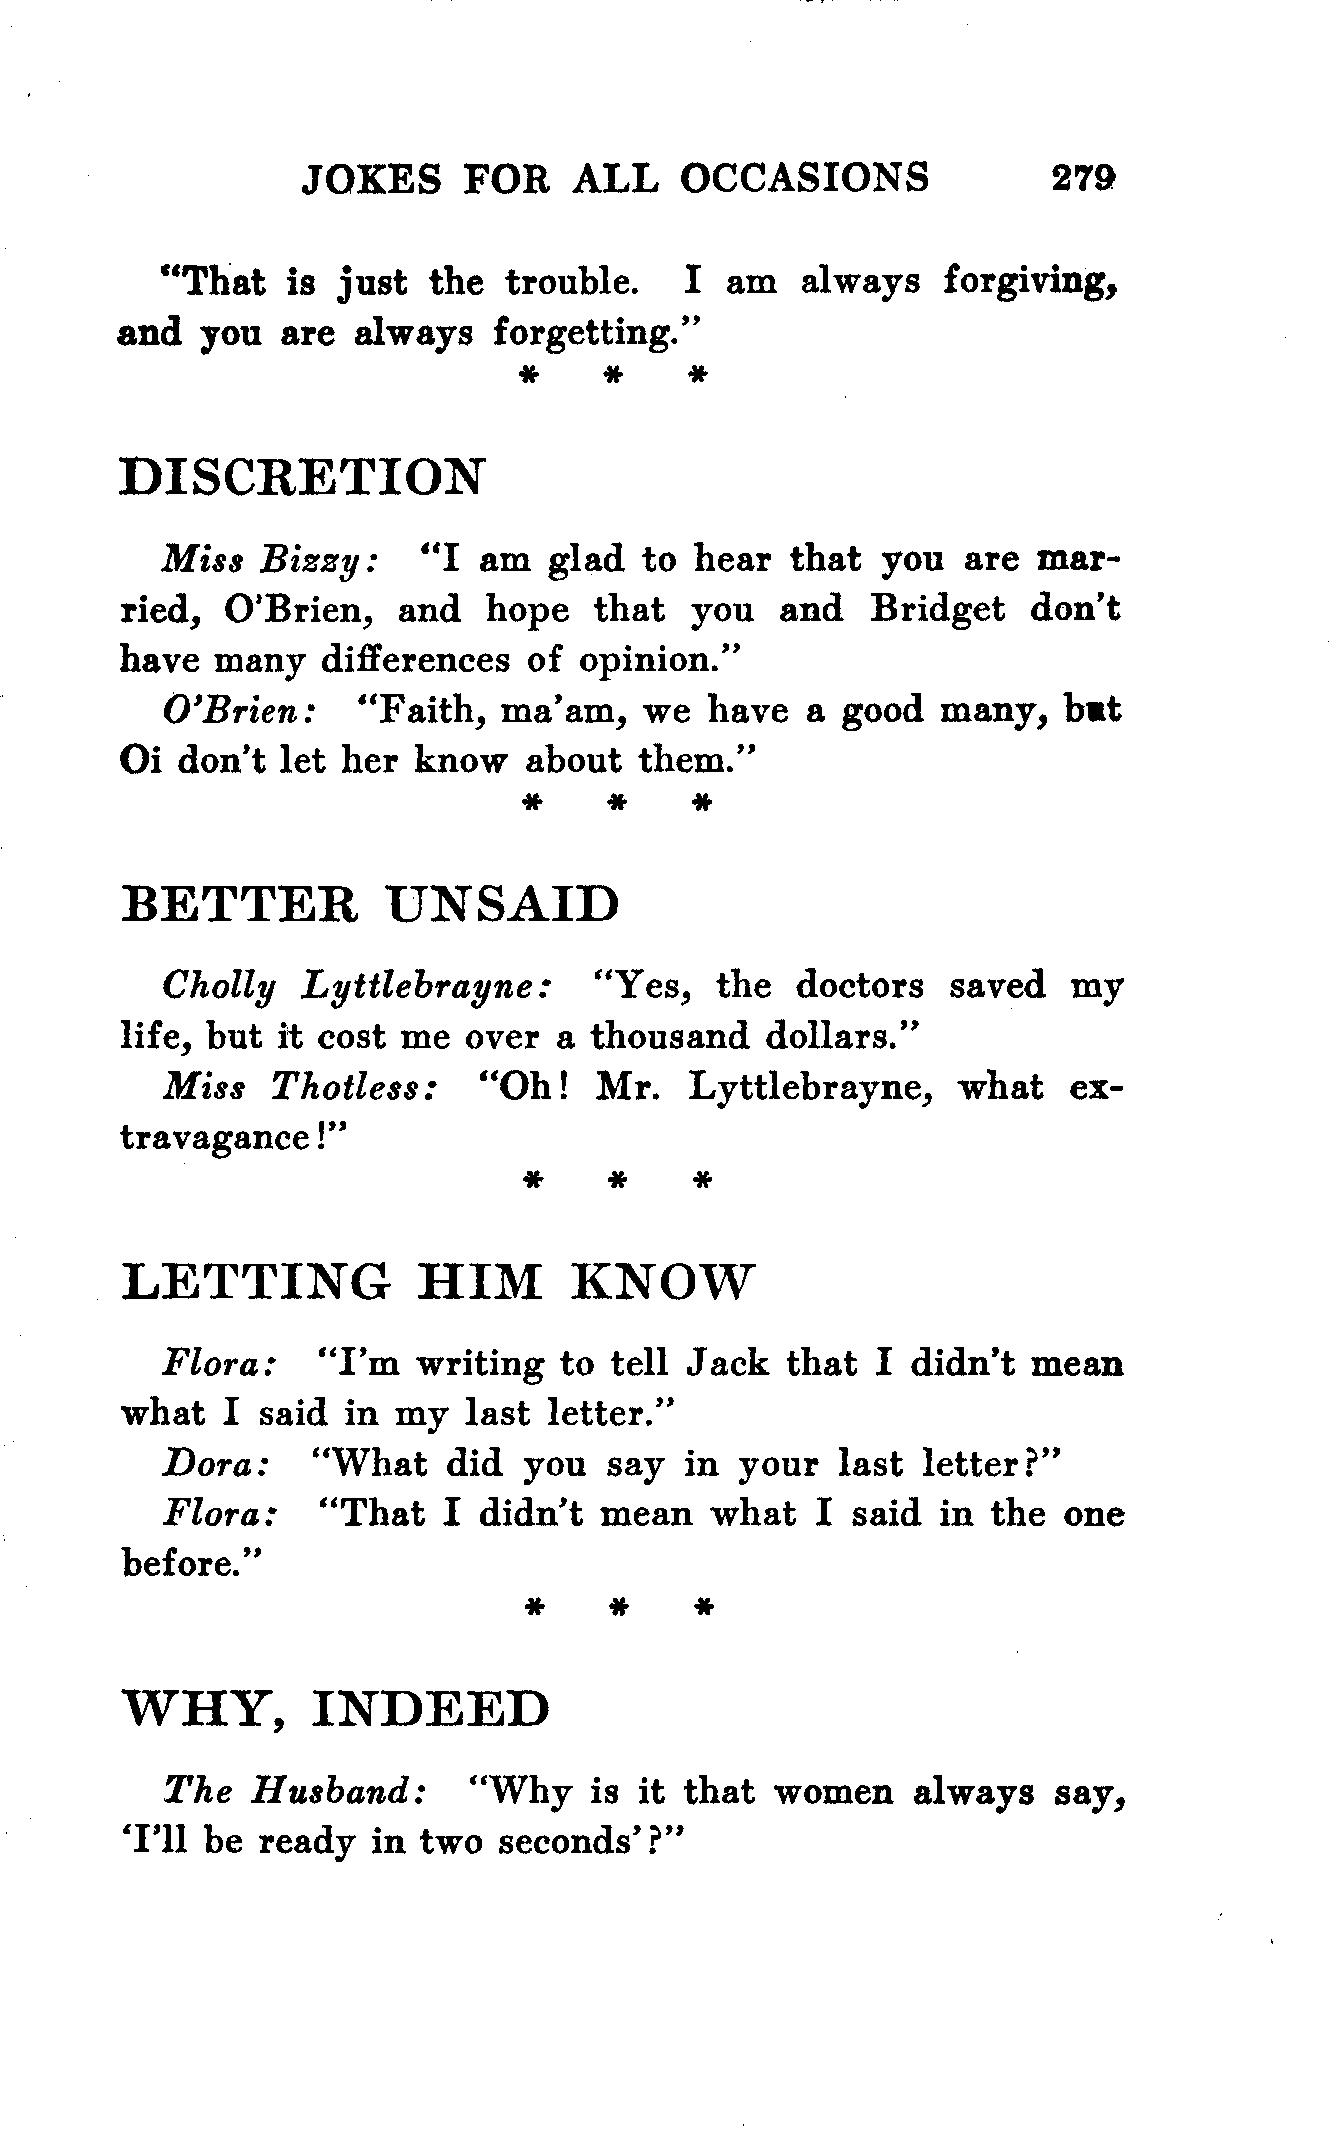 JOKES FOR ALL OCCASIONS 279
"That is just the trouble. I am always forgiving,
and you are always forgetting."
* * *
DISCRETION
Miss Bizzy: "I am glad to hear that you are mar-
ried, O'Brien, and hope that you and Bridget don't
have many differences of opinion."
O'Brien: "Faith, ma'am, we have a good many, but
Oi don't let her know about them."
* * *
BETTER UNSAID
Cholly Lyttlebrayne: "Yes, the doctors saved my
life, but it cost me over a thousand dollars."
Miss Thotless: "Oh! Mr. Lyttlebrayne, what ex-
travagance!"
* * *
LETTING HIM KNOW
Flora: "I'm writing to tell Jack that I didn't mean
what I said in my last letter."
Dora: "What did you say in your last letter?"
Flora: "That I didn't mean what I said in the one
before."
* * *
WHY, INDEED
The Husband: "Why is it that women always say,
'I'll be ready in two seconds'?"